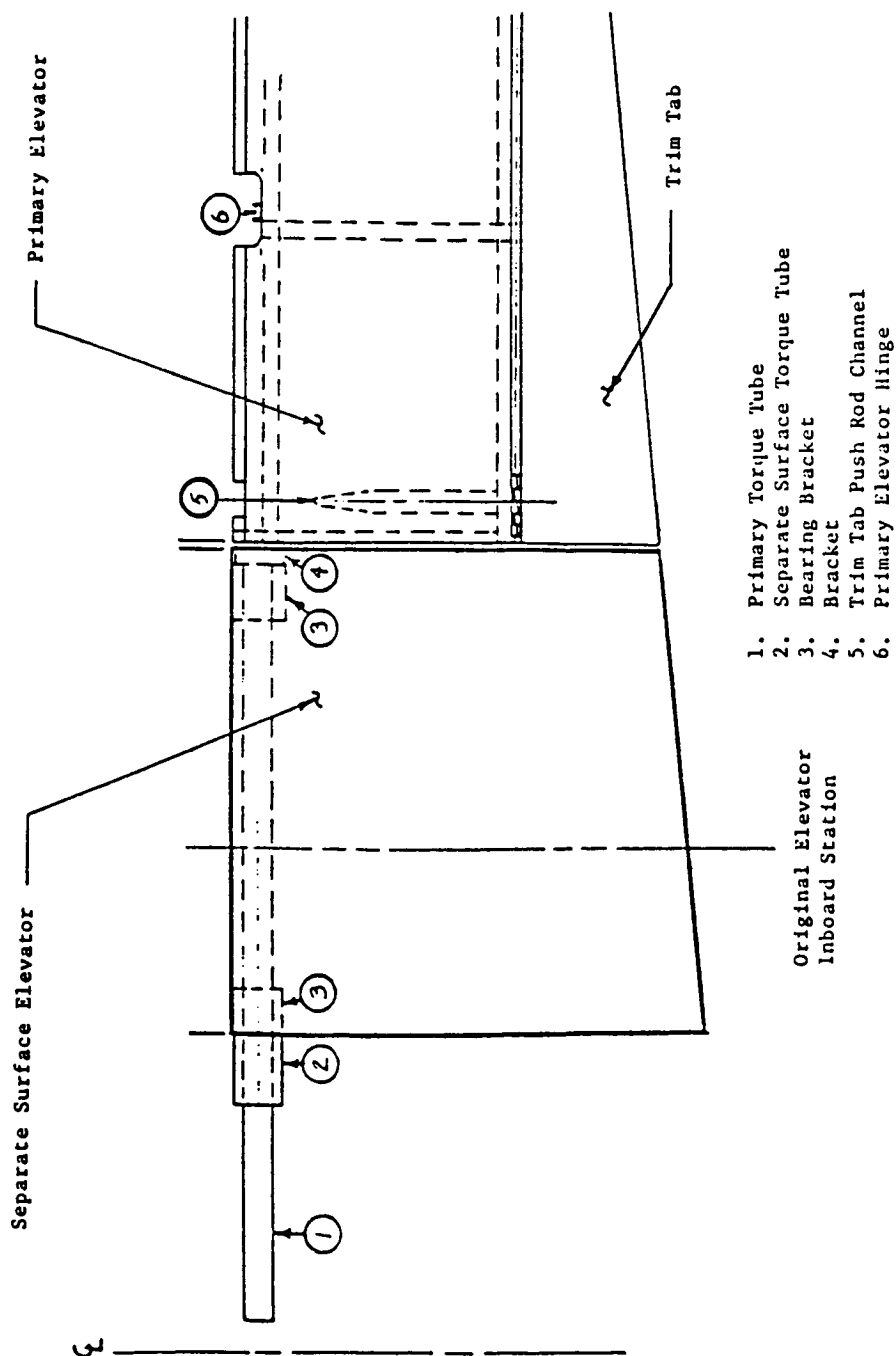 Primary Elevator
Separate Surface Elevator
6
5
4
3
3
2
1
Trim Tab
℄
Original Elevator
Inboard Station
1. Primary Torque Tube
2. Separate Surface Torque Tube
3. Bearing Bracket
4. Bracket
5. Trim Tab Push Rod Channel
6. Primary Elevator Hinge